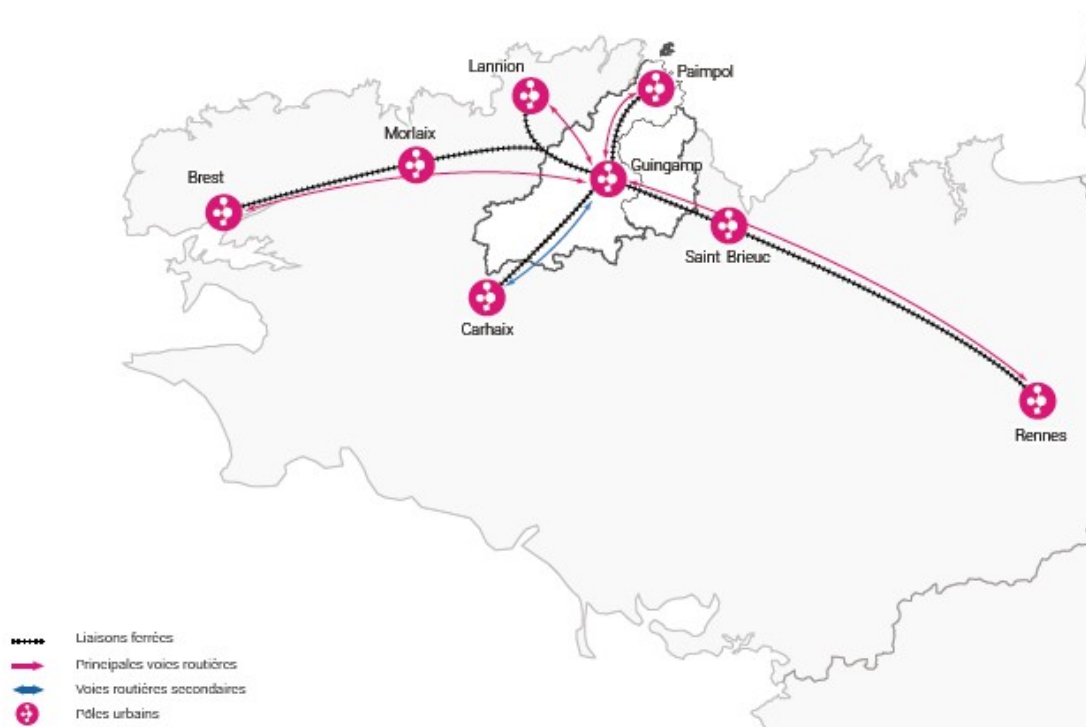 Lannion
Paimpol
Morlaix
Guingamp
Brest
Saint Brieuc
Carhaix
Rennes
Liaisons ferrées
Principales voies routières
Voies routières secondaires
Pôles urbains